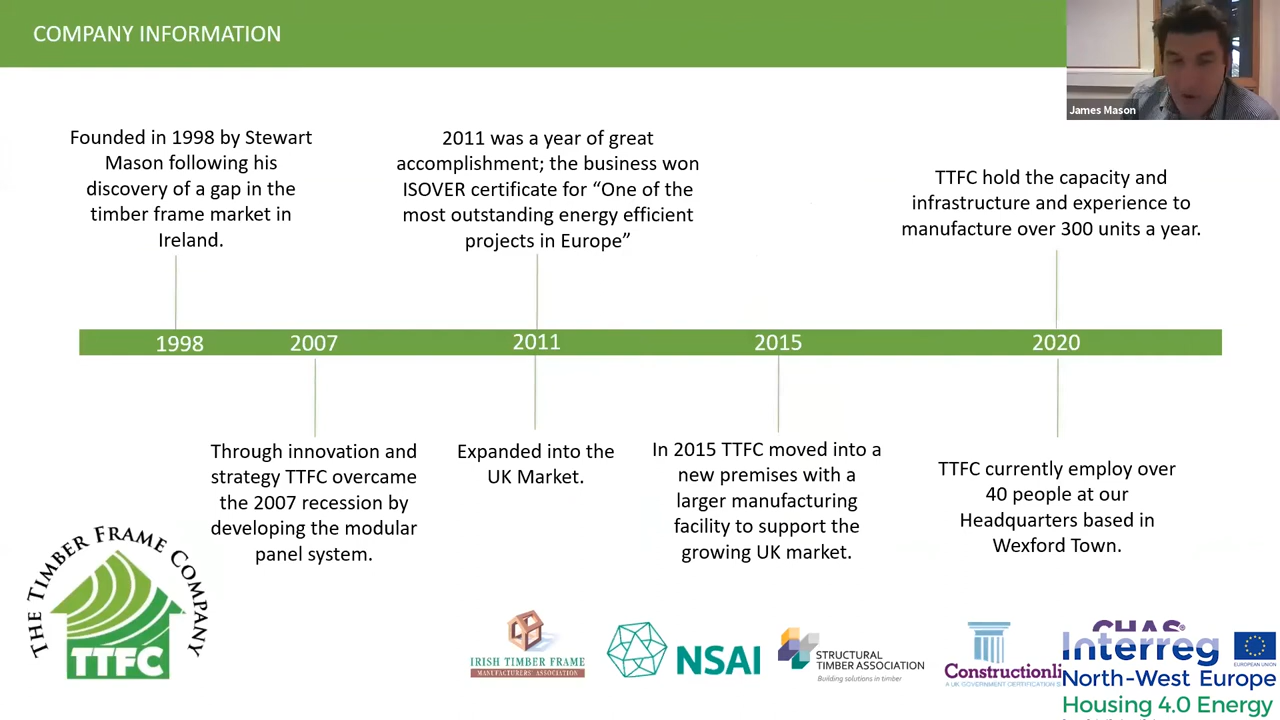 COMPANY INFORMATION
James Mason
Founded in 1998 by Stewart
Mason following his
discovery of a gap in the
timber frame market in
Ireland.
2011 was a year of great
accomplishment; the business won
ISOVER certificate for “One of the
most outstanding energy efficient
projects in Europe”
TTFC hold the capacity and
infrastructure and experience to
manufacture over 300 units a year.
1998
2007
2011
2015
2020
Through innovation and
strategy TTFC overcame
the 2007 recession by
developing the modular
panel system.
Expanded into the
UK Market.
In 2015 TTFC moved into a
new premises with a
larger manufacturing
facility to support the
growing UK market.
TTFC currently employ over
40 people at our
Headquarters based in
Wexford Town.
THE TIMBER FRAME COMPANY
TTFC
IRISH TIMBER FRAME
MANUFACTURERS' ASSOCIATION
NSAI
STRUCTURAL
TIMBER ASSOCIATION
Building solutions in timber
Constructionli
A UK GOVERNMENT CERTIFICATION S
CHAS®
Interreg
EUROPEAN UNION
North-West Europe
Housing 4.0 Energy